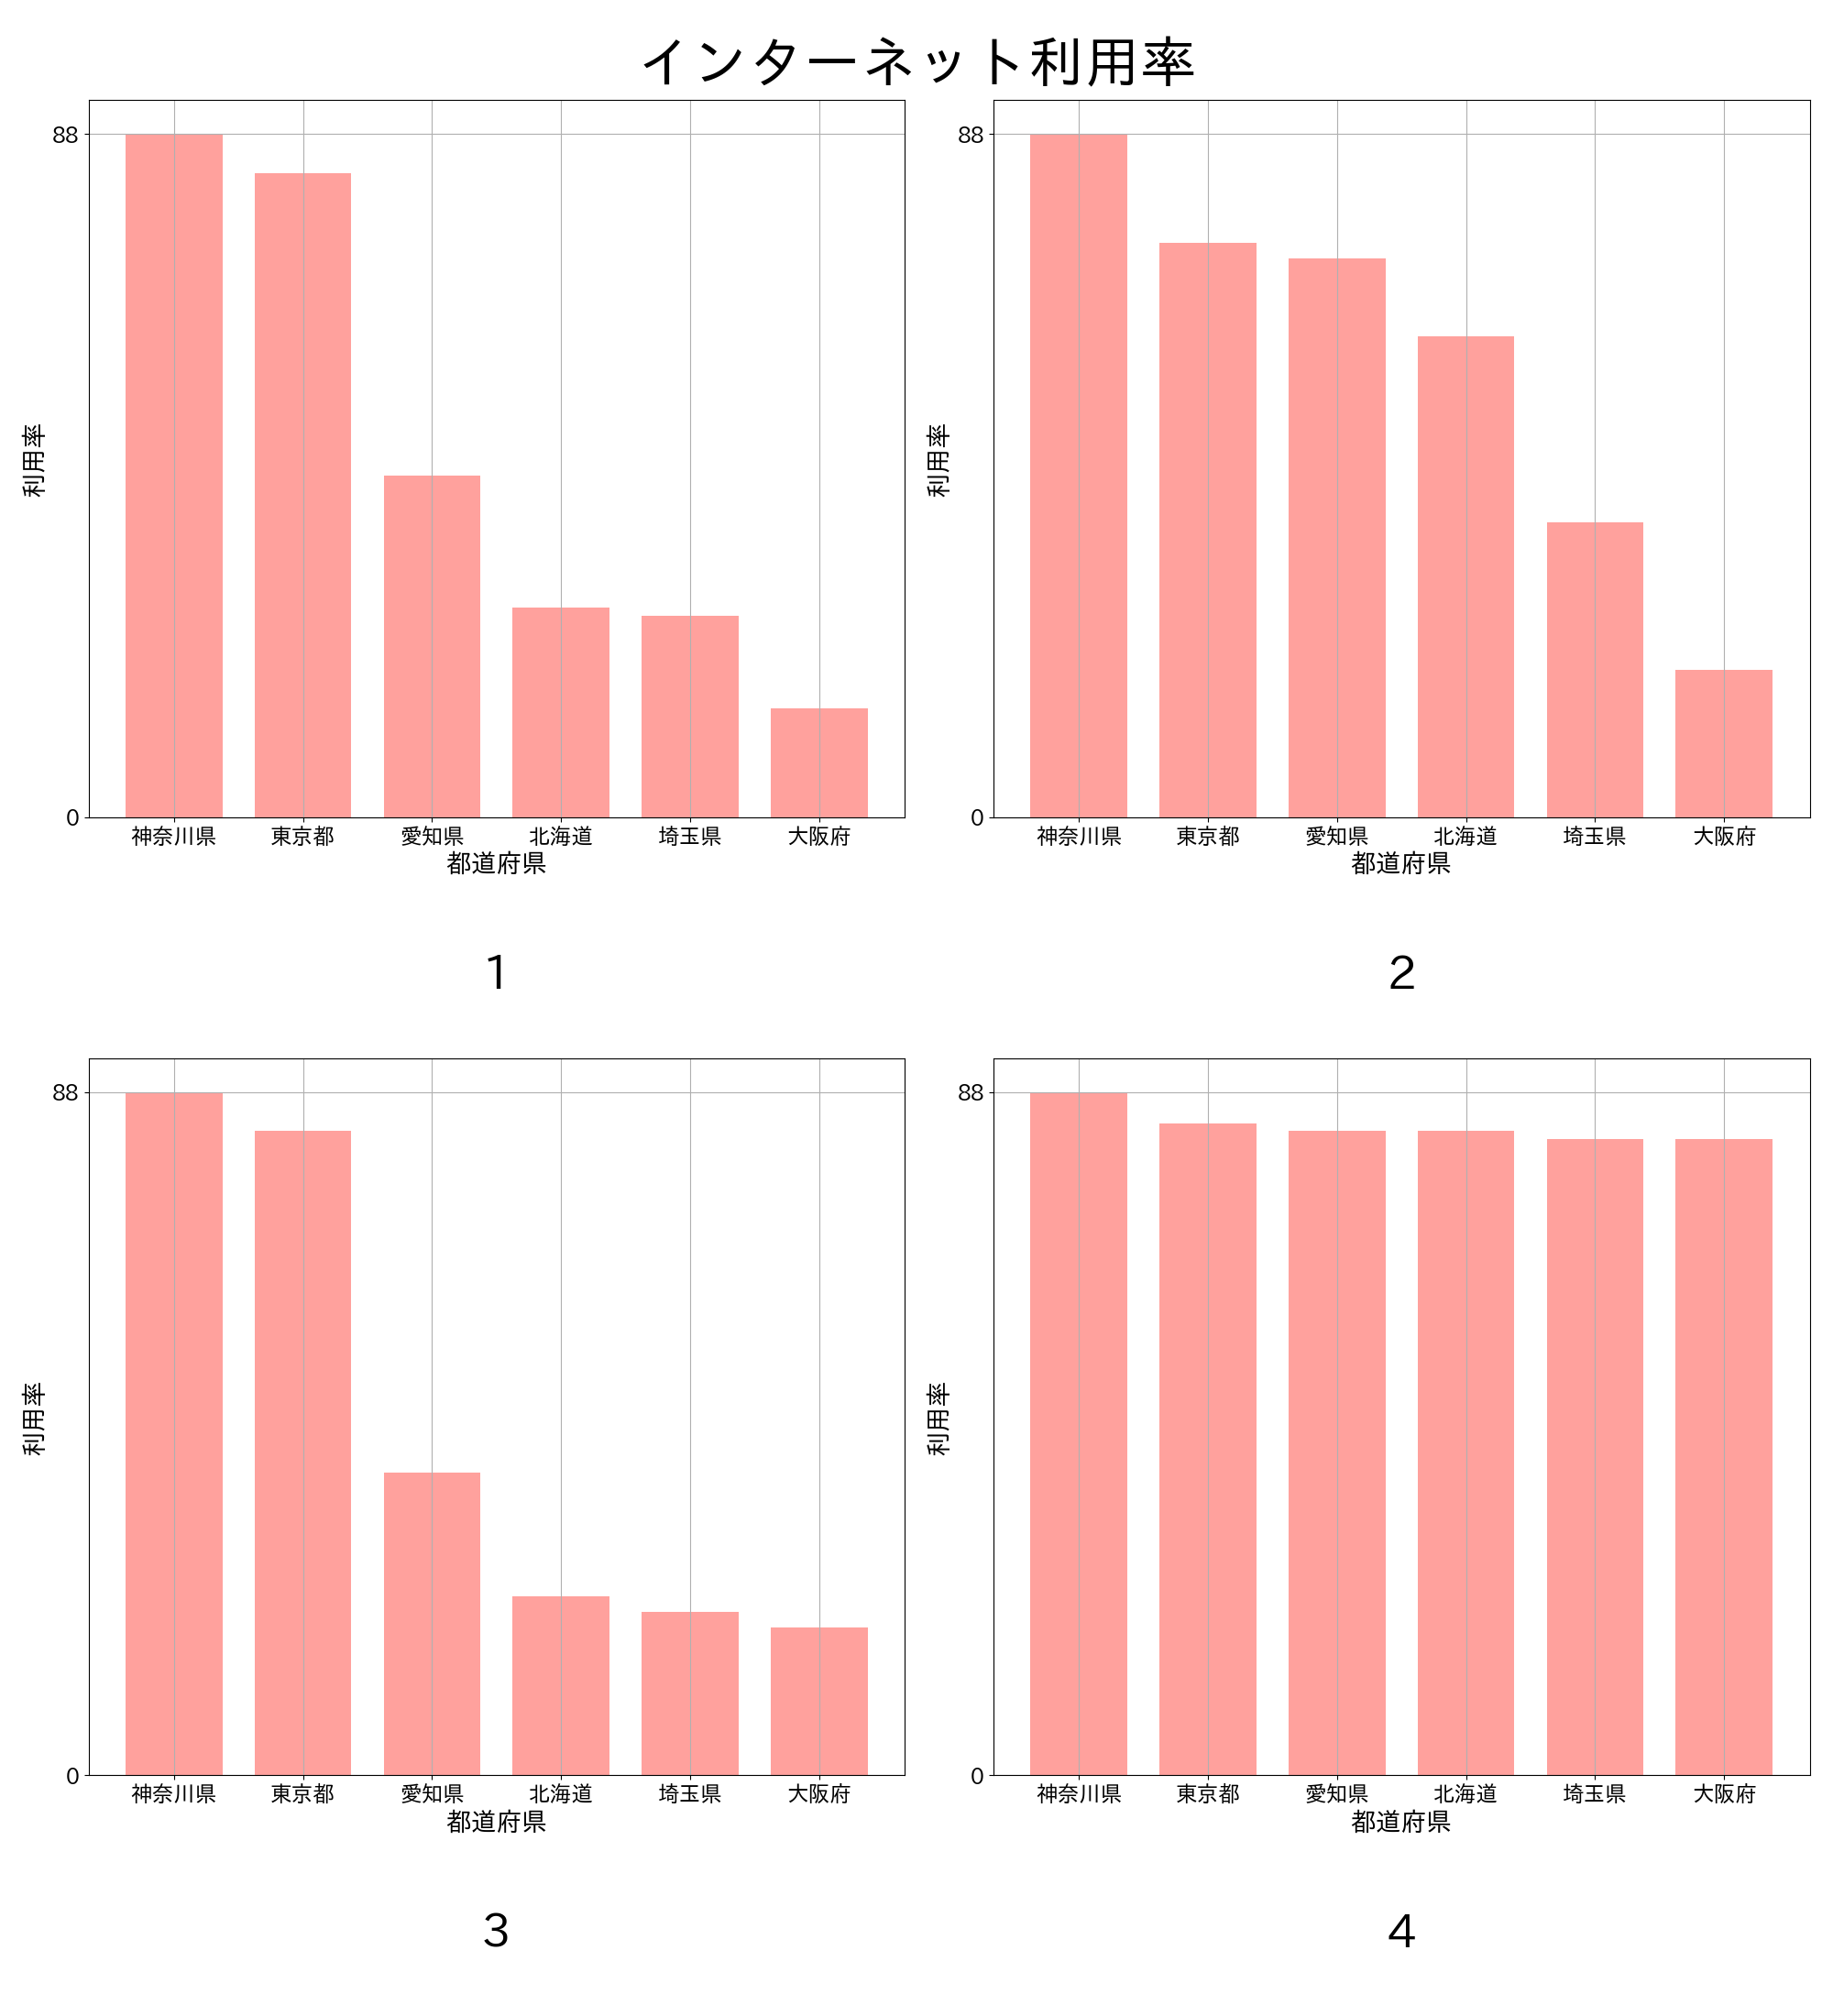 インターネット利用率
88
0
利用率
神奈川県 東京都 愛知県 北海道 埼玉県 大阪府
都道府県
1
88
0
利用率
神奈川県 東京都 愛知県 北海道 埼玉県 大阪府
都道府県
2
88
0
利用率
神奈川県 東京都 愛知県 北海道 埼玉県 大阪府
都道府県
3
88
0
利用率
神奈川県 東京都 愛知県 北海道 埼玉県 大阪府
都道府県
4